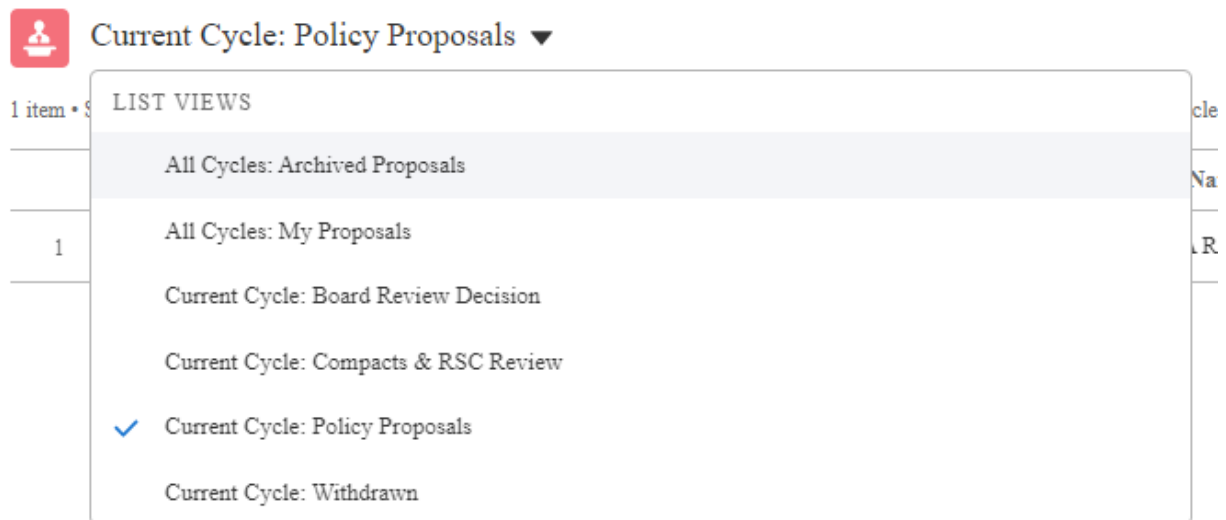 Current Cycle: Policy Proposals
1 item •
LIST VIEWS
All Cycles: Archived Proposals
All Cycles: My Proposals
1
Current Cycle: Board Review Decision
Current Cycle: Compacts & RSC Review
Current Cycle: Policy Proposals
Current Cycle: Withdrawn